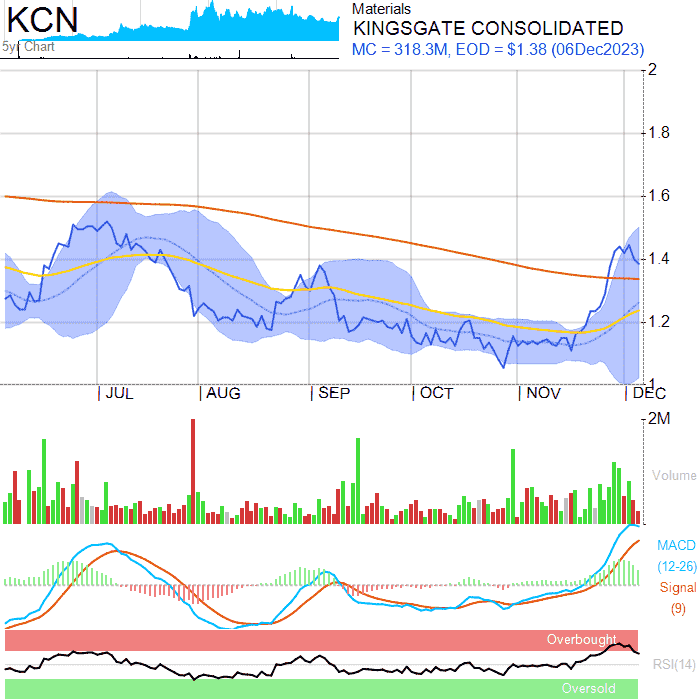 KCN
5yr Chart
Materials
KINGSGATE CONSOLIDATED
MC = 318.3M, EOD = $1.38 (06Dec2023)
2
1.8
1.6
1.4
1.2
1
JUL AUG SEP OCT NOV DEC
2M
Volume
MACD
(12-26)
Signal
(9)
Overbought
RSI(14)
Oversold